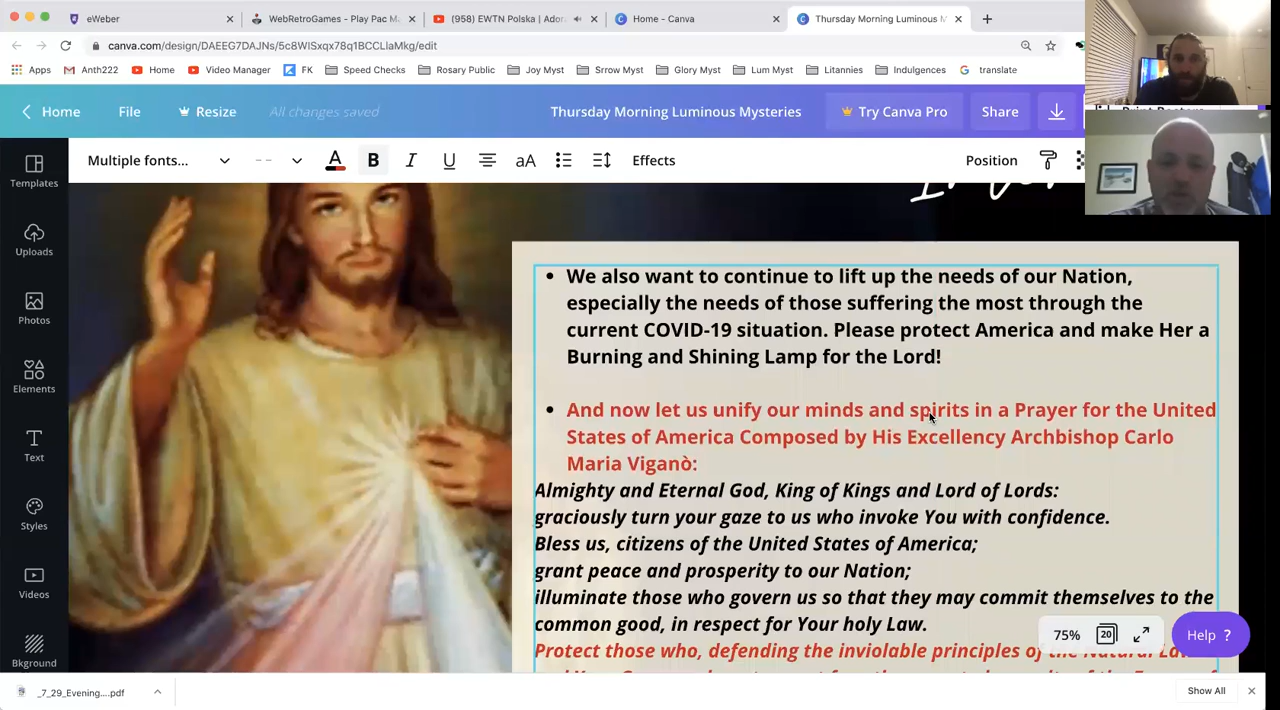 eWeber
WebRetroGames - Play Pac M
(958) EWTN Polska | Ador
Home - Canva
Thursday Morning Luminous M
canva.com/design/DAEEG7DAJNs/5c8WlSxqx78q1BCCLlaMkg/edit
Apps
Anth222
Home
Video Manager
FK
Speed Checks
Rosary Public
Joy Myst
Srrow Myst
Glory Myst
Lum Myst
Litannies
Indulgences
translate
Home
File
Resize
All changes saved
Thursday Morning Luminous Mysteries
Try Canva Pro
Share
Multiple fonts...
- -
A
B
I
U
aA
Effects
Position
Templates
Uploads
Photos
Elements
Text
Styles
Videos
Bkground
• We also want to continue to lift up the needs of our Nation,
especially the needs of those suffering the most through the
current COVID-19 situation. Please protect America and make Her a
Burning and Shining Lamp for the Lord!
• And now let us unify our minds and spirits in a Prayer for the United
States of America Composed by His Excellency Archbishop Carlo
Maria Viganò:
Almighty and Eternal God, King of Kings and Lord of Lords:
graciously turn your gaze to us who invoke You with confidence.
Bless us, citizens of the United States of America;
grant peace and prosperity to our Nation;
illuminate those who govern us so that they may commit themselves to the
common good, in respect for Your holy Law.
Protect those who, defending the inviolable principles of the Natural Law
75%
20
Help ?
_7_29_Evening....pdf
Show All